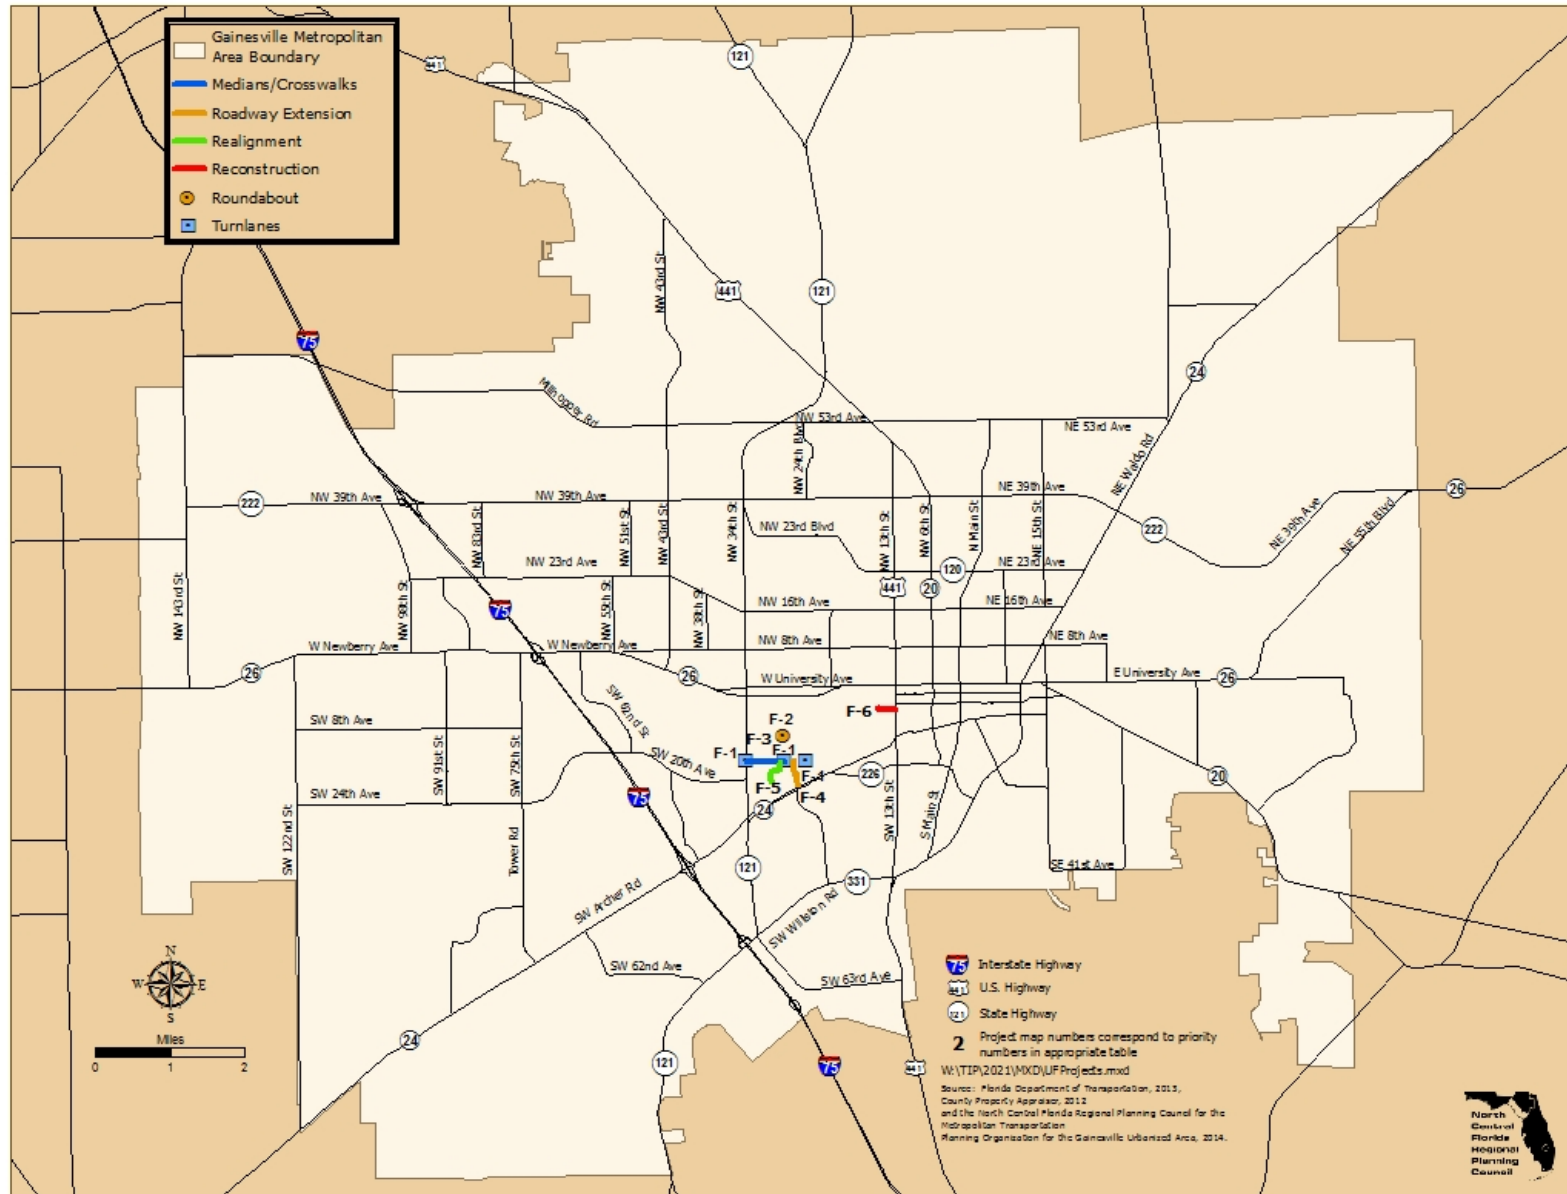 Gainesville Metropolitan
Area Boundary
Medians/Crosswalks
Roadway Extension
Realignment
Reconstruction
Roundabout
Turnlanes
441
121
NW 43rd St
441
121
75
24
Millhopper Rd
NW 53rd Ave
NE 53rd Ave
NW 24th Blvd
NE Waldo Rd
222
NW 39th Ave
NW 39th Ave
NE 39th Ave
26
NW 83rd St
NW 51st St
NW 43rd St
NW 34th St
NW 23rd Blvd
NW 13th St
NW 6th St
N Main St
NE 15th St
222
NE 39th Ave
NE 55th Blvd
NW 23rd Ave
120
NE 23rd Ave
NW 143rd St
NW 98th St
75
NW 55th St
NW 38th St
441
20
NW 16th Ave
NE 16th Ave
W Newberry Ave
W Newberry Ave
NW 8th Ave
NE 8th Ave
26
26
W University Ave
E University Ave
26
SW 8th Ave
SW 62nd St
F-6
F-2
F-3
F-1
F-1
SW 91st St
SW 75th St
SW 20th Ave
F-4
226
20
F-5
F-4
SW 24th Ave
75
24
SW 13th St
S Main St
SW 122nd St
Tower Rd
121
331
SE 41st Ave
SW Archer Rd
SW Williston Rd
SW 62nd Ave
SW 63rd Ave
N
W E
S
Miles
0 1 2
24
121
75
441
75 Interstate Highway
441 U.S. Highway
121 State Highway
2 Project map numbers correspond to priority
numbers in appropriate table
W:\TIP\2021\MXD\UFProjects.mxd
Source: Florida Department of Transportation, 2013,
County Property Appraiser, 2012
and the North Central Florida Regional Planning Council for the
Metropolitan Transportation
Planning Organization for the Gainesville Urbanized Area, 2014.
North
Central
Florida
Regional
Planning
Council